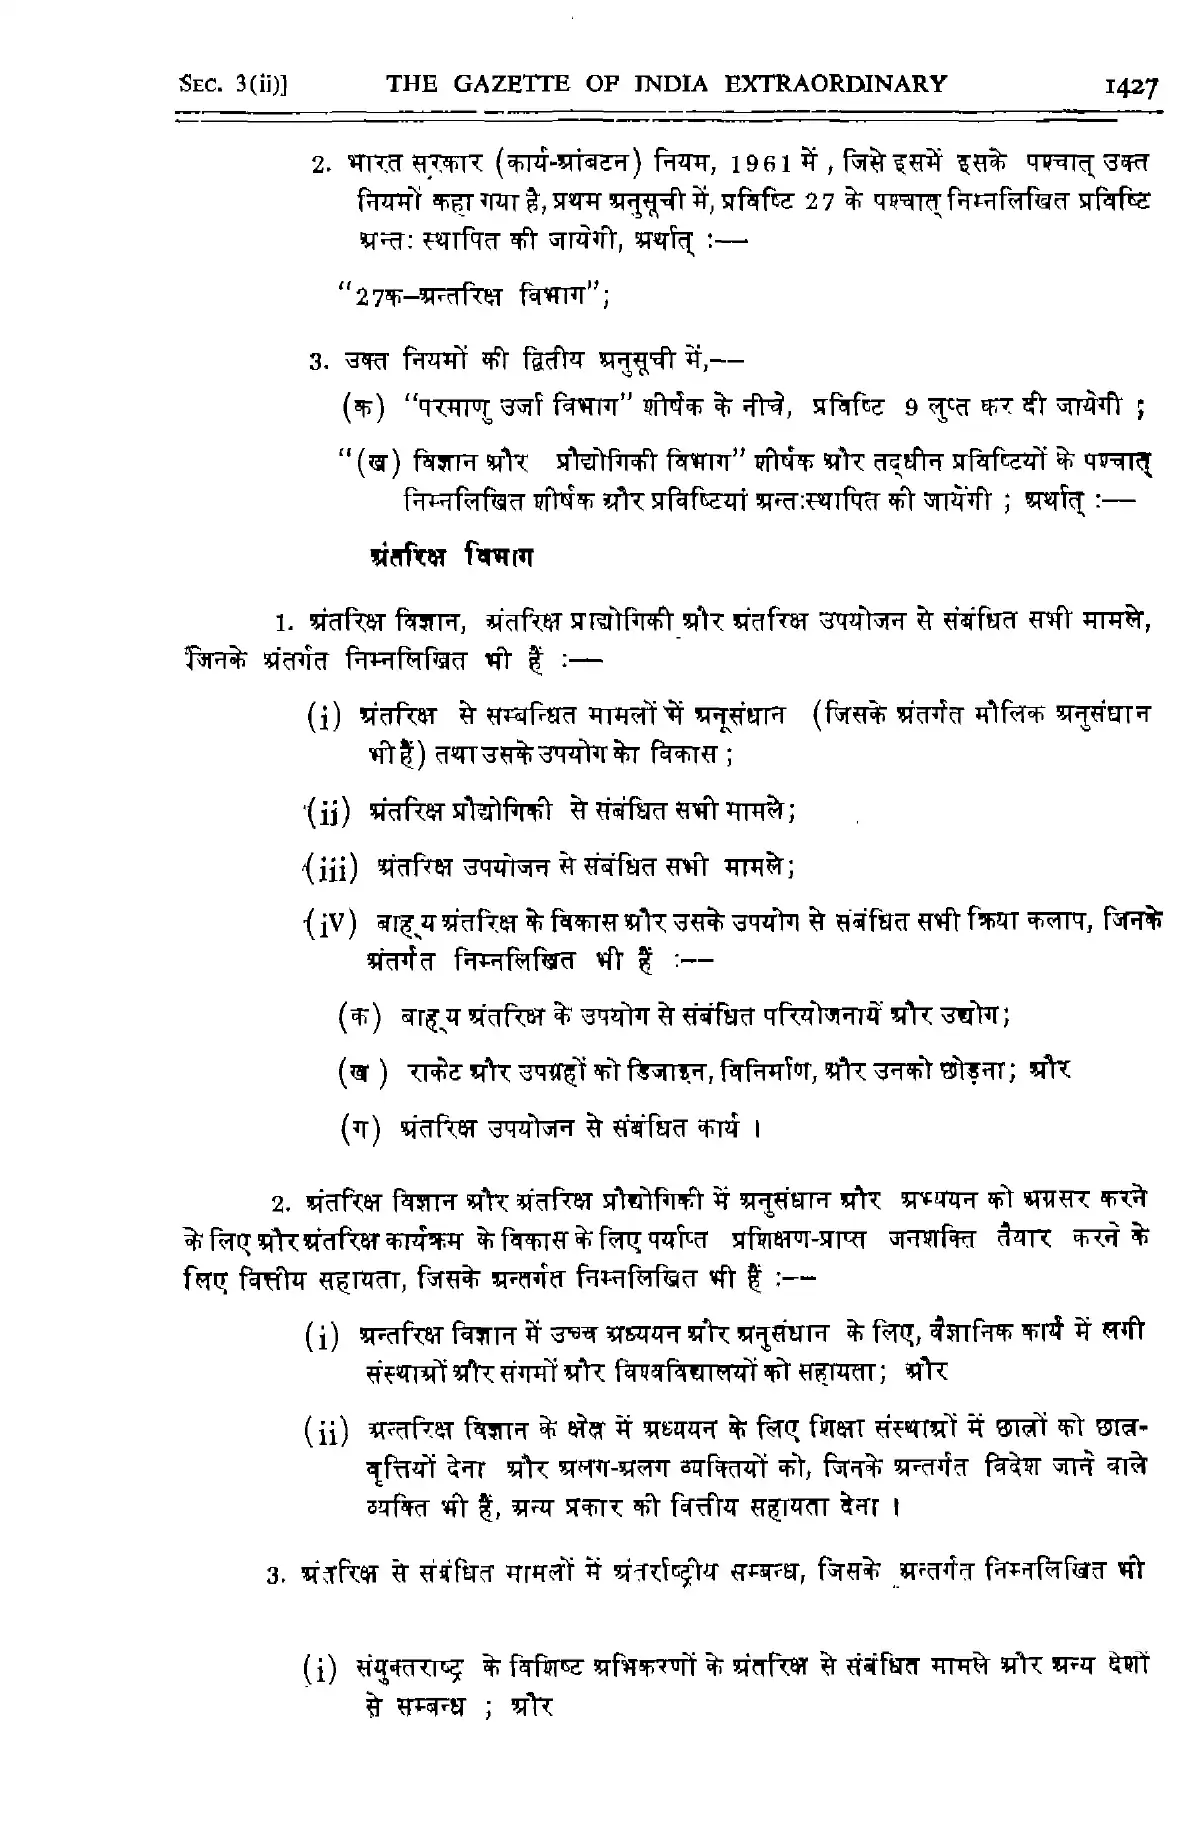 SEC. 3(ii)] THE GAZETTE OF INDIA EXTRAORDINARY 1427
2. भारत सरकार (कार्य-आंबटन) नियम, 1961 में , जिसे इसमें इसके पश्चात् उक्त
नियमों कहा गया है, प्रथम अनुसूची में, प्रविष्टि 27 के पश्चात् निम्नलिखित प्रविष्टि
अन्तः स्थापित की जायेगी, अर्थात् :—
"27क—अन्तरिक्ष विभाग";
3. उक्त नियमों की द्वितीय अनुसूची में,--
(क) "परमाणु उर्जा विभाग" शीर्षक के नीचे, प्रविष्टि 9 लुप्त कर दी जायेगी ;
"(ख) विज्ञान और प्रौद्योगिकी विभाग" शीर्षक और तद्धीन प्रविष्टियों के पश्चात्
निम्नलिखित शीर्षक और प्रविष्टियां अन्तःस्थापित की जायेंगी ; अर्थात् :—
अंतरिक्ष विभाग
1. अंतरिक्ष विज्ञान, अंतरिक्ष प्राद्योगिकी और अंतरिक्ष उपयोजन से संबंधित सभी मामले,
जिनके अंतर्गत निम्नलिखित भी हैं :—
(i) अंतरिक्ष से सम्बन्धित मामलों में अनूसंधान (जिसके अंतर्गत मौलिक अनुसंधान
भी हैं) तथा उसके उपयोग का विकास ;
(ii) अंतरिक्ष प्रौद्योगिकी से संबंधित सभी मामले;
(iii) अंतरिक्ष उपयोजन से संबंधित सभी मामले;
(iv) बाह्य अंतरिक्ष के विकास और उसके उपयोग से संबंधित सभी क्रिया कलाप, जिनके
अंतर्गत निम्नलिखित भी हैं :--
(क) बाह्य अंतरिक्ष के उपयोग से संबंधित परियोजनायें और उद्योग;
(ख) राकेट और उपग्रहों को डिजाइन, विनिर्माण, और उनको छोड़ना; और
(ग) अंतरिक्ष उपयोजन से संबंधित कार्य ।
2. अंतरिक्ष विज्ञान और अंतरिक्ष प्रौद्योगिकी में अनुसंधान और अध्ययन को अग्रसर करने
के लिए और अंतरिक्ष कार्यक्रम के विकास के लिए पर्याप्त प्रशिक्षण-प्राप्त जनशक्ति तैयार करने के
लिए वित्तीय सहायता, जिसके अन्तर्गत निम्नलिखित भी हैं :--
(i) अन्तरिक्ष विज्ञान में उच्च अध्ययन और अनुसंधान के लिए, वैज्ञानिक कार्य में लगी
संस्थाओं और संगमों और विश्वविद्यालयों को सहायता; और
(ii) अन्तरिक्ष विज्ञान के क्षेत्र में अध्ययन के लिए शिक्षा संस्थाओं में छात्रों को छात्र-
वृत्तियों देना और अलग-अलग व्यक्तियों को, जिनके अन्तर्गत विदेश जाने वाले
व्यक्ति भी हैं, अन्य प्रकार की वित्तीय सहायता देना ।
3. अंतरिक्ष से संबंधित मामलों में अंतर्राष्ट्रीय सम्बन्ध, जिसके अन्तर्गत निम्नलिखित भी
(i) संयुक्तराष्ट्र के विशिष्ट अभिकरणों के अंतरिक्ष से संबंधित मामले और अन्य देशों
से सम्बन्ध ; और